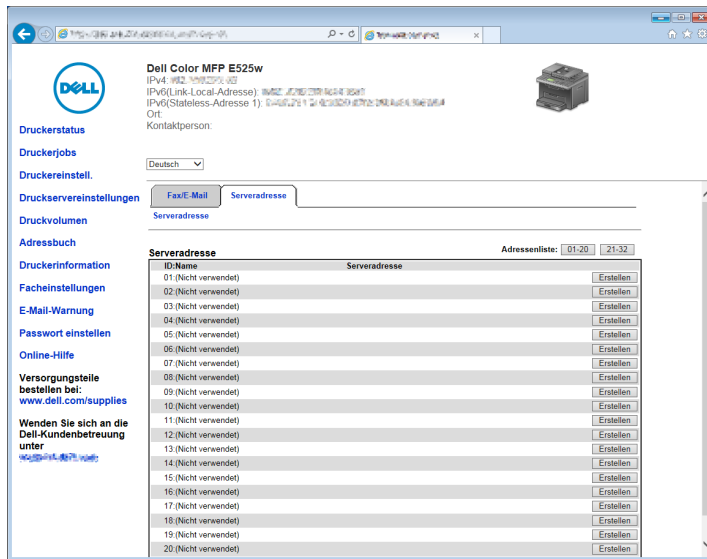 DELL
Dell Color MFP E525w
IPv4:
IPv6(Link-Local-Adresse):
IPv6(Stateless-Adresse 1):
Ort:
Kontaktperson:
Deutsch
Druckerstatus
Druckerjobs
Druckereinstell.
Druckservereinstellungen
Druckvolumen
Adressbuch
Druckerinformation
Facheinstellungen
E-Mail-Warnung
Passwort einstellen
Online-Hilfe
Versorgungsteile
bestellen bei:
www.dell.com/supplies
Wenden Sie sich an die
Dell-Kundenbetreuung
unter
Fax/E-Mail Serveradresse
Serveradresse
Serveradresse Adressenliste: 01-20 21-32
ID:Name Serveradresse
01:(Nicht verwendet) Erstellen
02:(Nicht verwendet) Erstellen
03:(Nicht verwendet) Erstellen
04:(Nicht verwendet) Erstellen
05:(Nicht verwendet) Erstellen
06:(Nicht verwendet) Erstellen
07:(Nicht verwendet) Erstellen
08:(Nicht verwendet) Erstellen
09:(Nicht verwendet) Erstellen
10:(Nicht verwendet) Erstellen
11:(Nicht verwendet) Erstellen
12:(Nicht verwendet) Erstellen
13:(Nicht verwendet) Erstellen
14:(Nicht verwendet) Erstellen
15:(Nicht verwendet) Erstellen
16:(Nicht verwendet) Erstellen
17:(Nicht verwendet) Erstellen
18:(Nicht verwendet) Erstellen
19:(Nicht verwendet) Erstellen
20:(Nicht verwendet) Erstellen